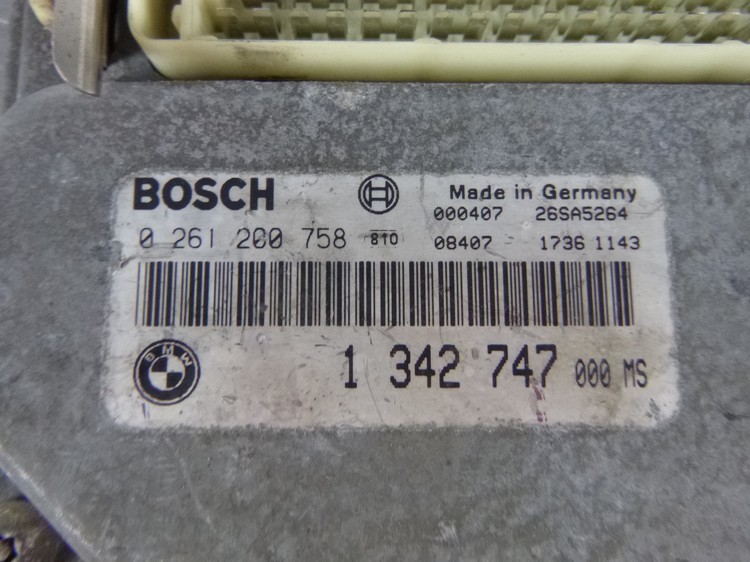 BOSCH
Made in Germany
000407 26SA5264
0 261 200 758 810
08407 - 1736 1143
BMW
1 342 747 000 MS